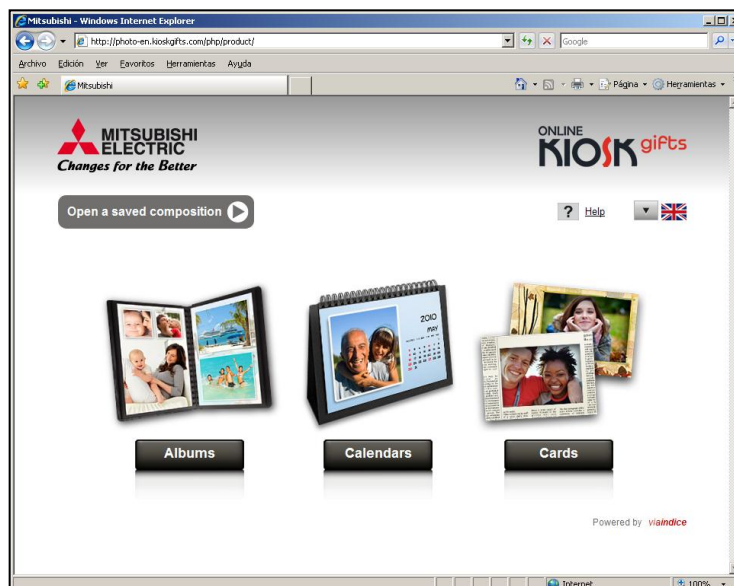 Mitsubishi - Windows Internet Explorer
http://photo-en.kioskgifts.com/php/product/
Google
Archivo Edición Ver Favoritos Herramientas Ayuda
Mitsubishi
Página Herramientas
MITSUBISHI
ELECTRIC
Changes for the Better
ONLINE
KIOSK gifts
Open a saved composition
? Help
2010
MAY
Albums Calendars Cards
Powered by viaindice
Internet 100%